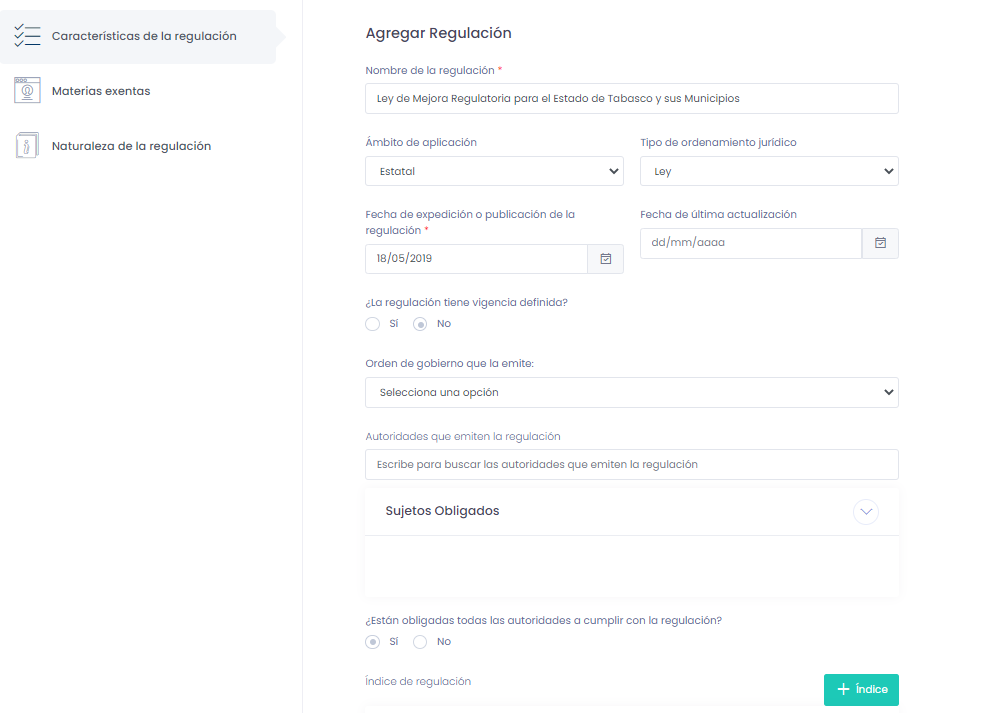 Características de la regulación
Materias exentas
Naturaleza de la regulación
Agregar Regulación
Nombre de la regulación *
Ley de Mejora Regulatoria para el Estado de Tabasco y sus Municipios
Ámbito de aplicación
Estatal
Tipo de ordenamiento jurídico
Ley
Fecha de expedición o publicación de la
regulación *
18/05/2019
Fecha de última actualización
dd/mm/aaaa
¿La regulación tiene vigencia definida?
Sí No
Orden de gobierno que la emite:
Selecciona una opción
Autoridades que emiten la regulación
Escribe para buscar las autoridades que emiten la regulación
Sujetos Obligados
¿Están obligadas todas las autoridades a cumplir con la regulación?
Sí No
Índice de regulación
+ Índice